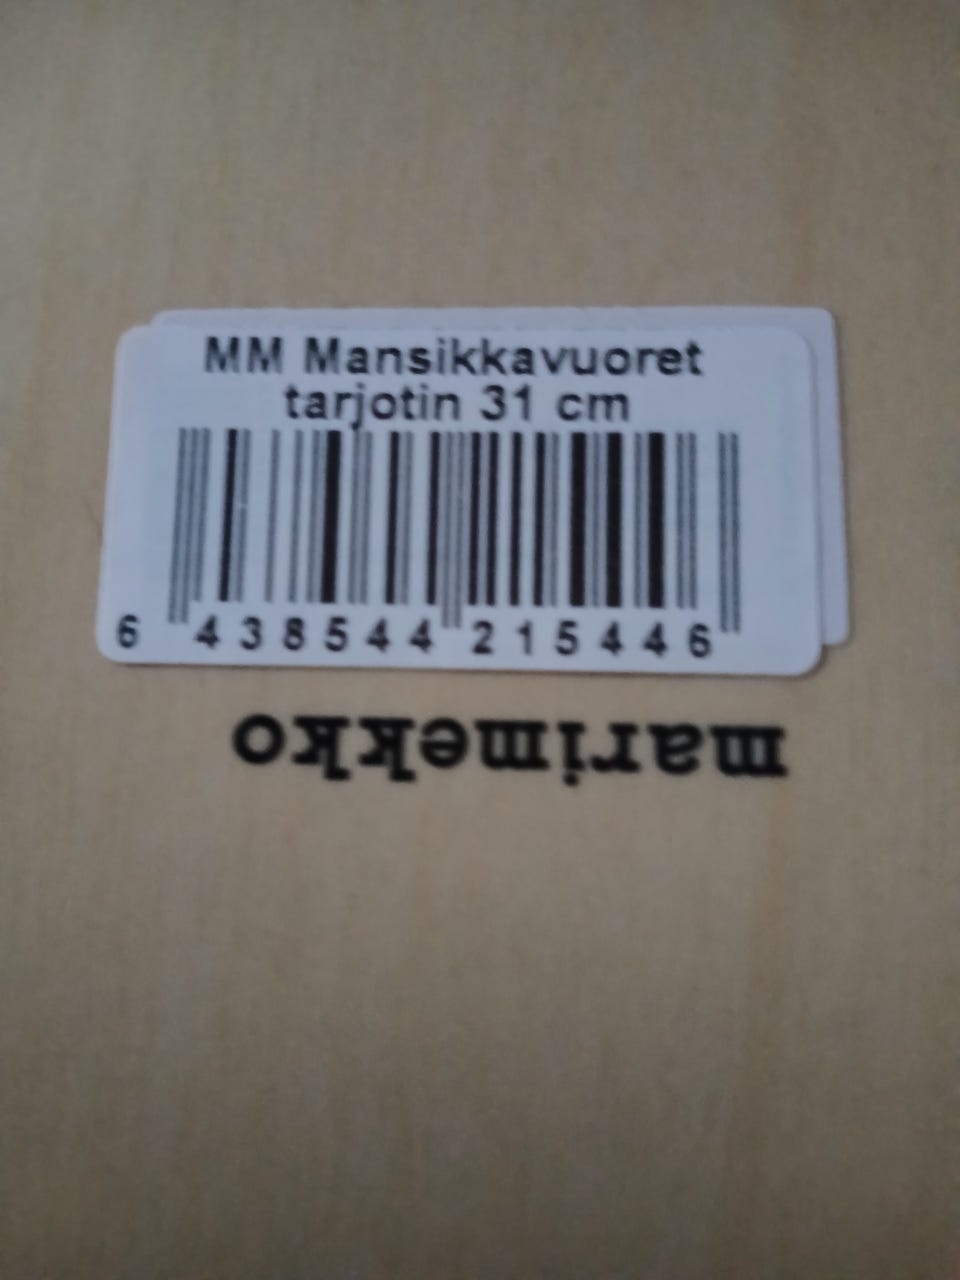 MM Mansikkavuoret
tarjotin 31 cm
6 438544 215446
marimekko